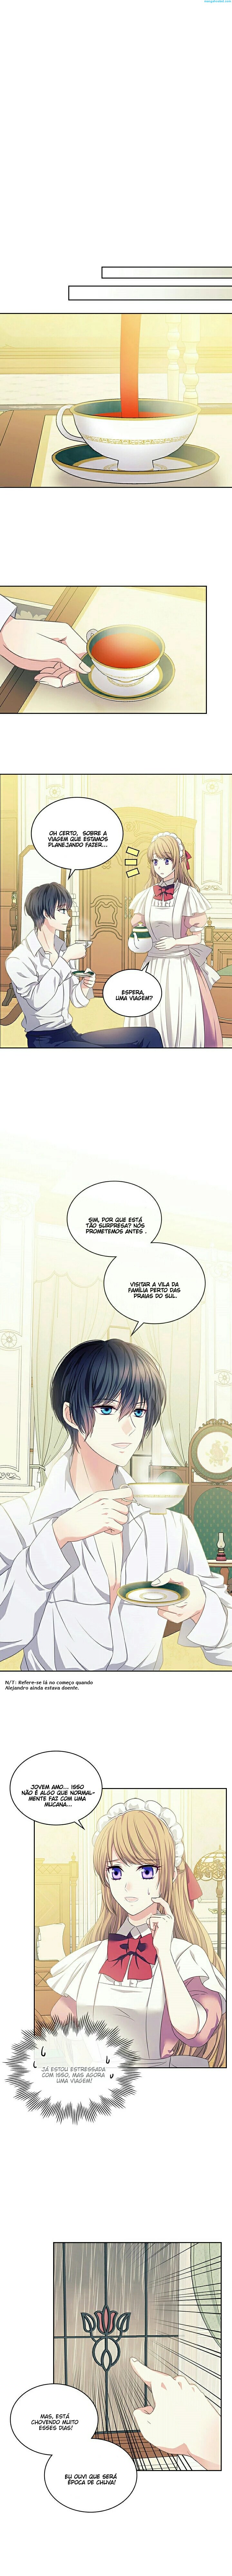 OH CERTO, SOBRE A
VIAGEM QUE ESTAMOS
PLANEJANDO FAZER...
ESPERA,
UMA VIAGEM?
SIM, POR QUE ESTÁ
TÃO SURPRESA? NÓS
PROMETEMOS ANTES .
VISITAR A VILA DA
FAMÍLIA PERTO DAS
PRAIAS DO SUL.
N/T: Refere-se lá no começo quando
Alejandro ainda estava doente.
JOVEM AMO... ISSO
NÃO É ALGO QUE NORMAL-
MENTE FAI COM UMA
MUCANA...
JÁ ESTOU ESTRESSADA
COM ISSO, MAS AGORA
UMA VIAGEM!
MAS, ESTÁ
CHOVENDO MUITO
ESSES DIAS!
EU OUVI QUE SERÁ
ÉPOCA DE CHUVA!